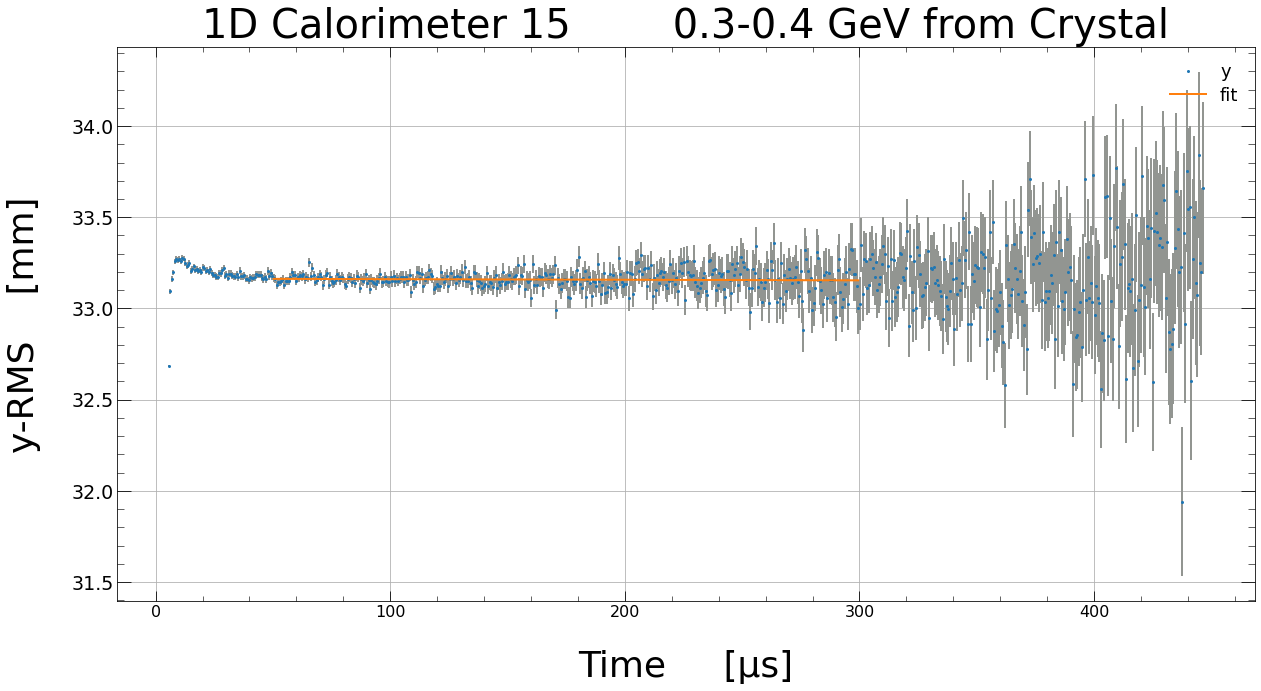 1D Calorimeter 15 0.3-0.4 GeV from Crystal
y
fit
y-RMS [mm]
34.0
33.5
33.0
32.5
32.0
31.5
0 100 200 300 400
Time [µs]